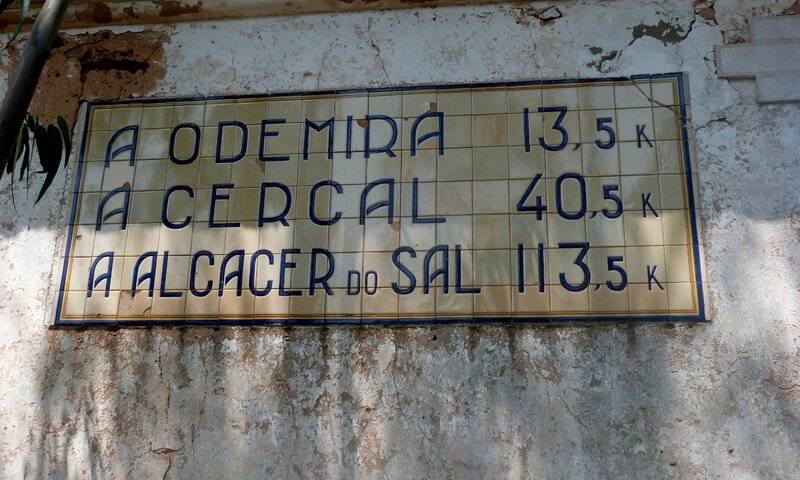 A ODEMIRA 13,5 K
A CERCAL 40,5 K
A ALCACER DO SAL 113,5 K